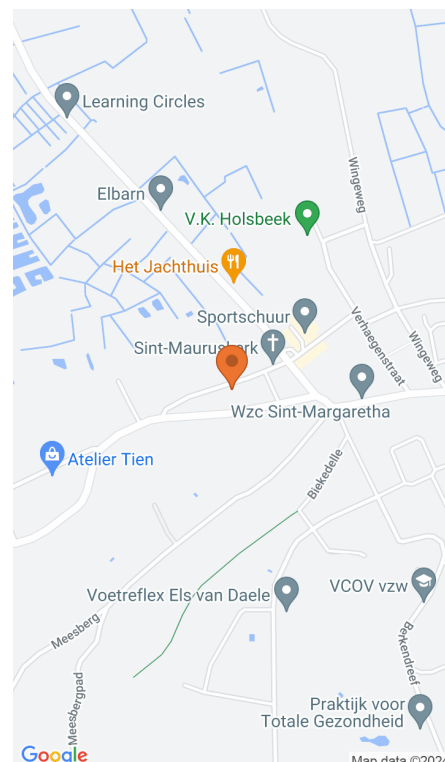 Learning Circles
Elbarn
V.K. Holsbeek
Wingeweg
Het Jachthuis
Sportschuur
Verhaegenstraat
Wingeweg
Sint-Mauruskerk
Wzc Sint-Margaretha
Atelier Tien
Biekedelle
Voetreflex Els van Daele
VCOV vzw
Meesberg
Berkendreef
Meesbergpad
Praktijk voor
Totale Gezondheid
Google
Map data ©2024